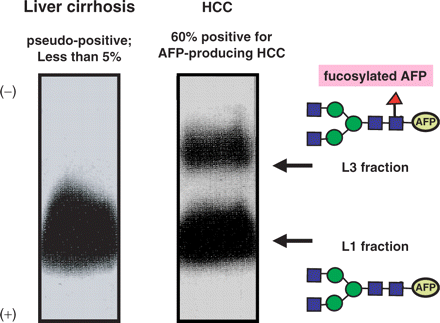 Liver cirrhosis
pseudo-positive;
Less than 5%
HCC
60% positive for
AFP-producing HCC
(−)
(+)
fucosylated AFP
AFP
L3 fraction
L1 fraction
AFP